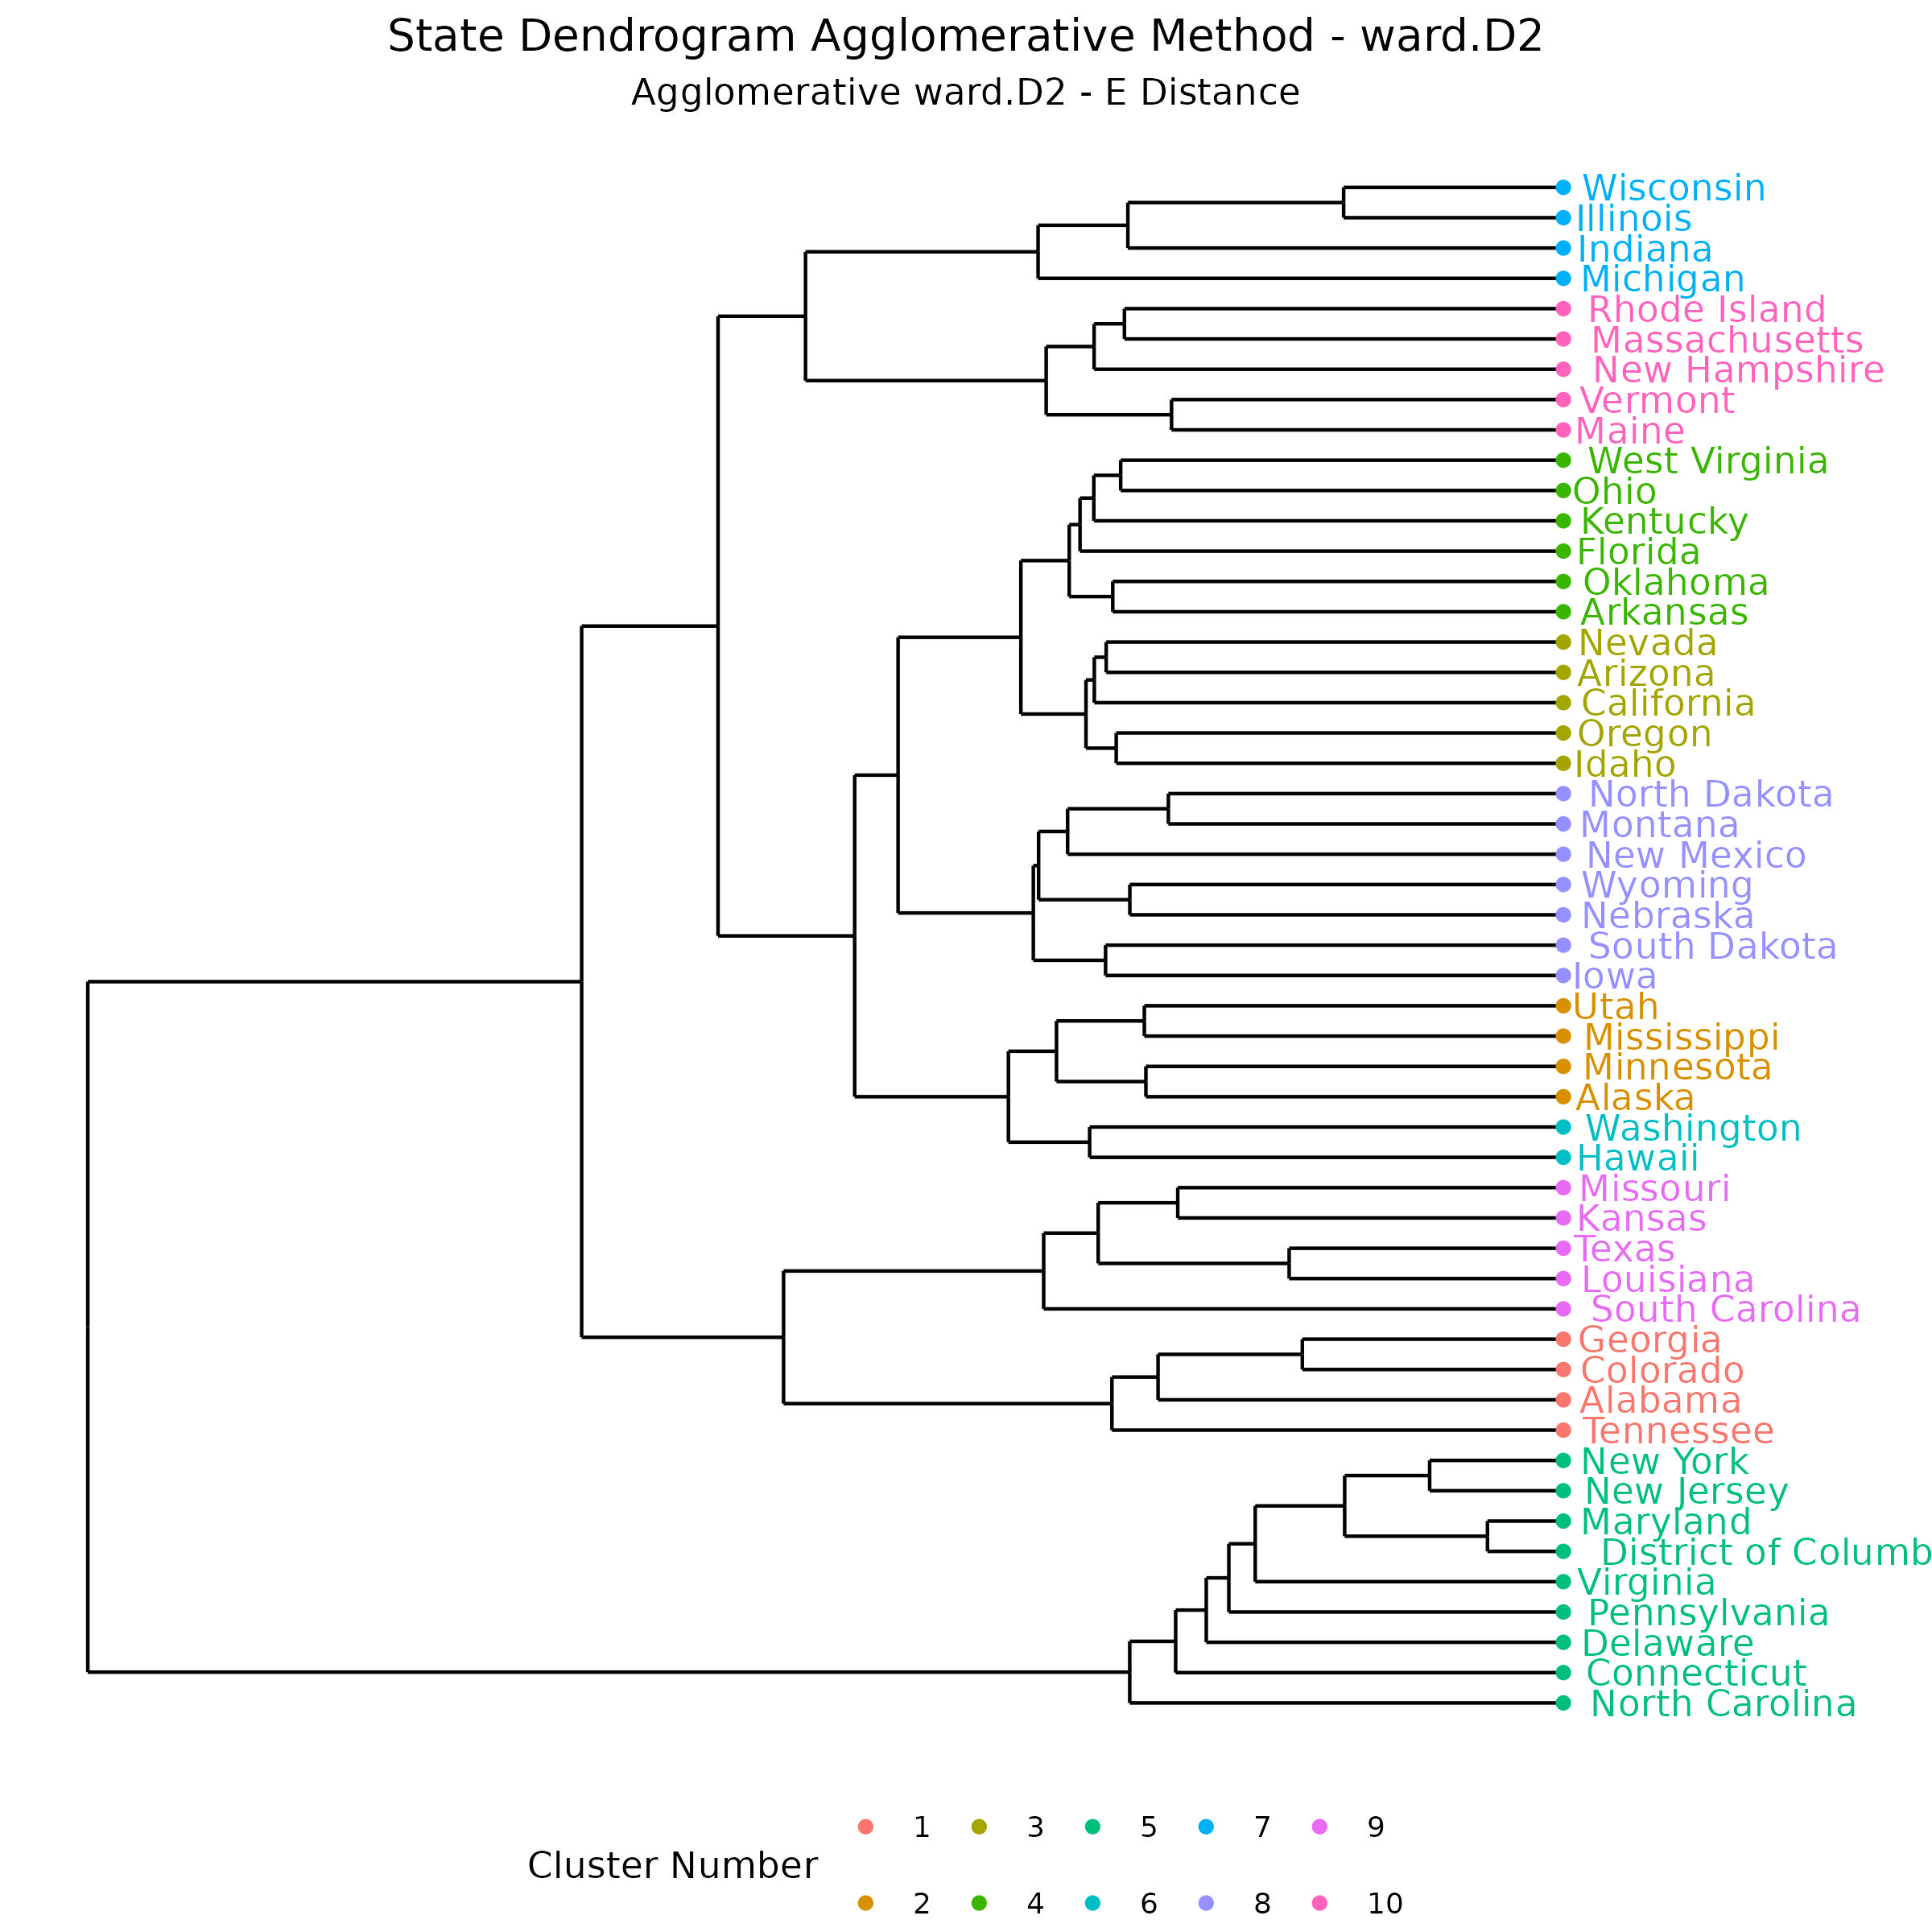 State Dendrogram Agglomerative Method - ward.D2
Agglomerative ward.D2 - E Distance
Wisconsin
Illinois
Indiana
Michigan
Rhode Island
Massachusetts
New Hampshire
Vermont
Maine
West Virginia
Ohio
Kentucky
Florida
Oklahoma
Arkansas
Nevada
Arizona
California
Oregon
Idaho
North Dakota
Montana
New Mexico
Wyoming
Nebraska
South Dakota
Iowa
Utah
Mississippi
Minnesota
Alaska
Washington
Hawaii
Missouri
Kansas
Texas
Louisiana
South Carolina
Georgia
Colorado
Alabama
Tennessee
New York
New Jersey
Maryland
District of Columb
Virginia
Pennsylvania
Delaware
Connecticut
North Carolina
1 3 5 7 9
Cluster Number
2 4 6 8 10